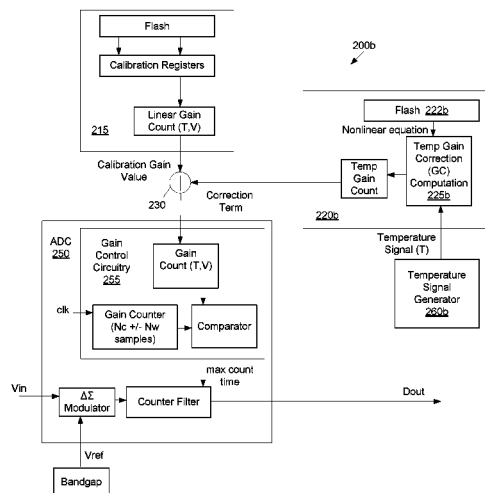 200b
Flash
Calibration Registers
Linear Gain
Count (T,V)
215
Calibration Gain
Value
230
Correction
Term
Flash 222b
Nonlinear equation
Temp Gain
Correction
(GC)
Computation
225b
Temp
Gain
Count
220b
Temperature
Signal (T)
Temperature
Signal
Generator
260b
ADC
250
Gain
Control
Circuitry
255
Gain
Count (T,V)
clk
Gain Counter
(Nc +/- Nw
samples)
Comparator
max count
time
Vin
ΔΣ
Modulator
Counter Filter
Dout
Vref
Bandgap